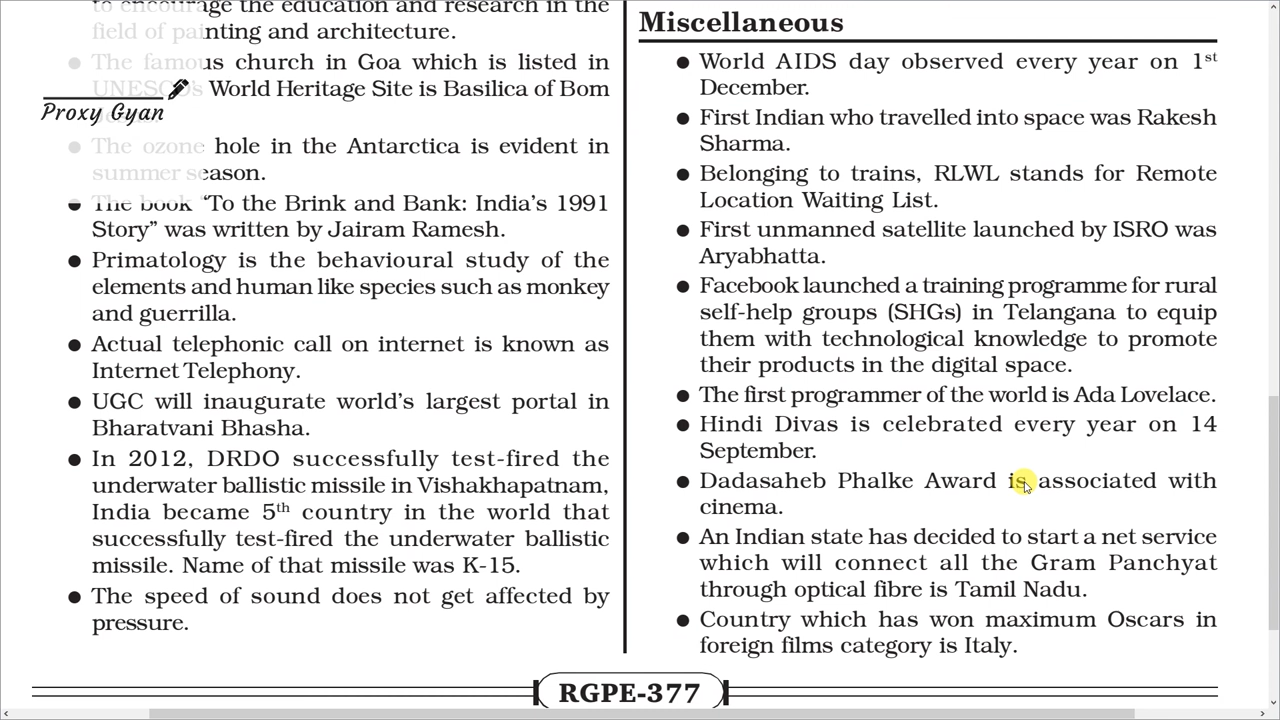 to encourage the education and research in the
field of painting and architecture.
● The famous church in Goa which is listed in
UNESCO's World Heritage Site is Basilica of Bom
Proxy Gyan
● The ozone hole in the Antarctica is evident in
summer season.
● The book “To the Brink and Bank: India’s 1991
Story” was written by Jairam Ramesh.
● Primatology is the behavioural study of the
elements and human like species such as monkey
and guerrilla.
● Actual telephonic call on internet is known as
Internet Telephony.
● UGC will inaugurate world’s largest portal in
Bharatvani Bhasha.
● In 2012, DRDO successfully test-fired the
underwater ballistic missile in Vishakhapatnam,
India became 5th country in the world that
successfully test-fired the underwater ballistic
missile. Name of that missile was K-15.
● The speed of sound does not get affected by
pressure.
Miscellaneous
● World AIDS day observed every year on 1st
December.
● First Indian who travelled into space was Rakesh
Sharma.
● Belonging to trains, RLWL stands for Remote
Location Waiting List.
● First unmanned satellite launched by ISRO was
Aryabhatta.
● Facebook launched a training programme for rural
self-help groups (SHGs) in Telangana to equip
them with technological knowledge to promote
their products in the digital space.
● The first programmer of the world is Ada Lovelace.
● Hindi Divas is celebrated every year on 14
September.
● Dadasaheb Phalke Award is associated with
cinema.
● An Indian state has decided to start a net service
which will connect all the Gram Panchyat
through optical fibre is Tamil Nadu.
● Country which has won maximum Oscars in
foreign films category is Italy.
RGPE-377